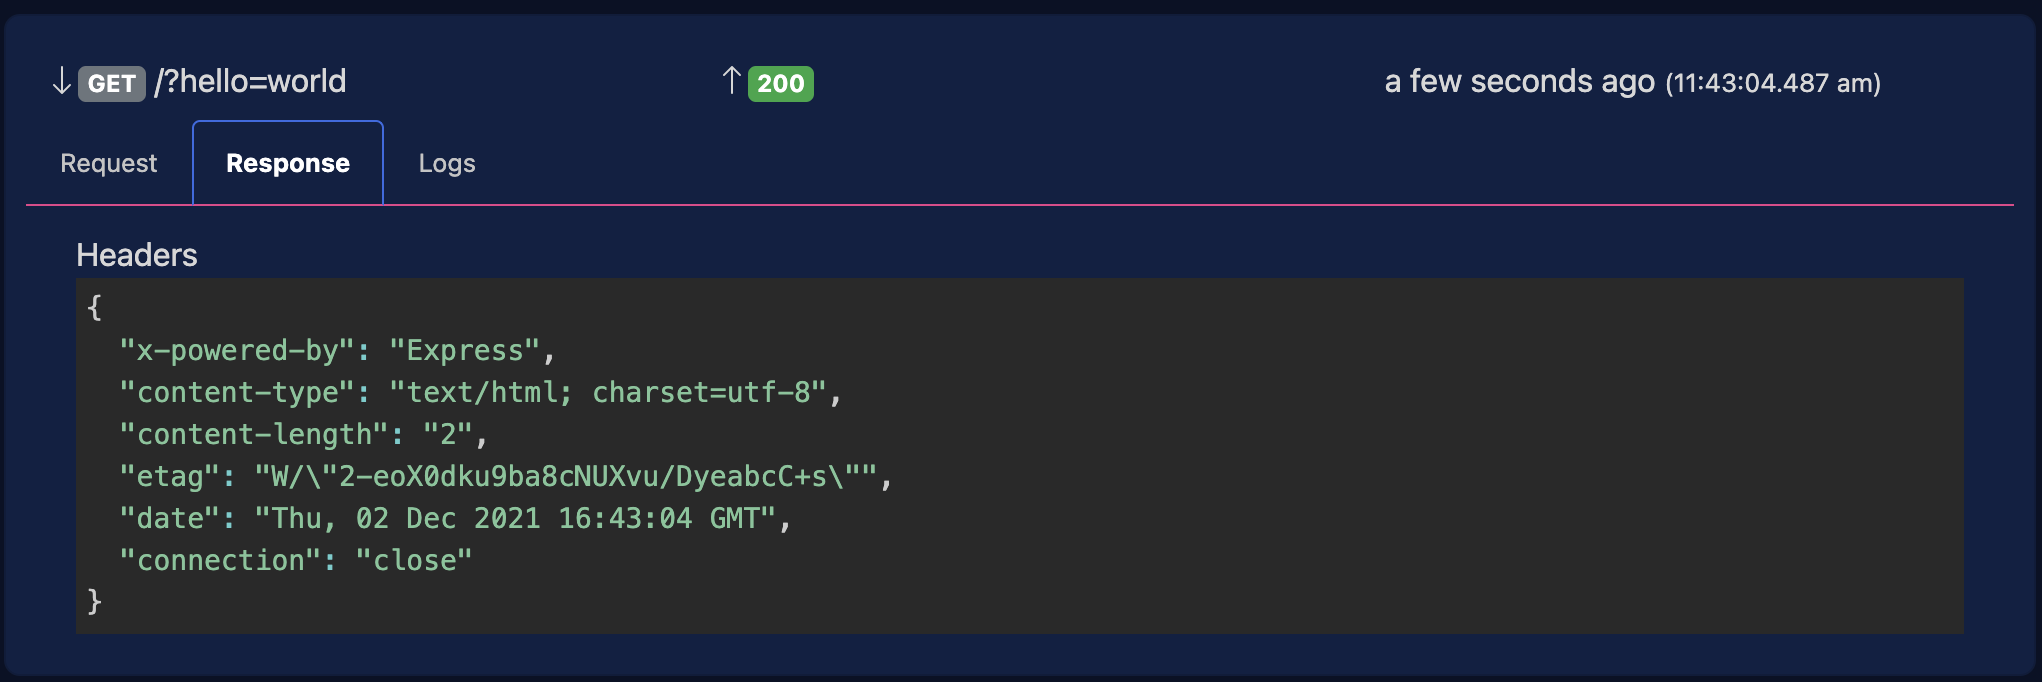 ↓ GET /?hello=world ↑ 200 a few seconds ago (11:43:04.487 am)
Request Response Logs
Headers
{
  "x-powered-by": "Express",
  "content-type": "text/html; charset=utf-8",
  "content-length": "2",
  "etag": "W/\"2-eoX0dku9ba8cNUXvu/DyeabcC+s\"",
  "date": "Thu, 02 Dec 2021 16:43:04 GMT",
  "connection": "close"
}